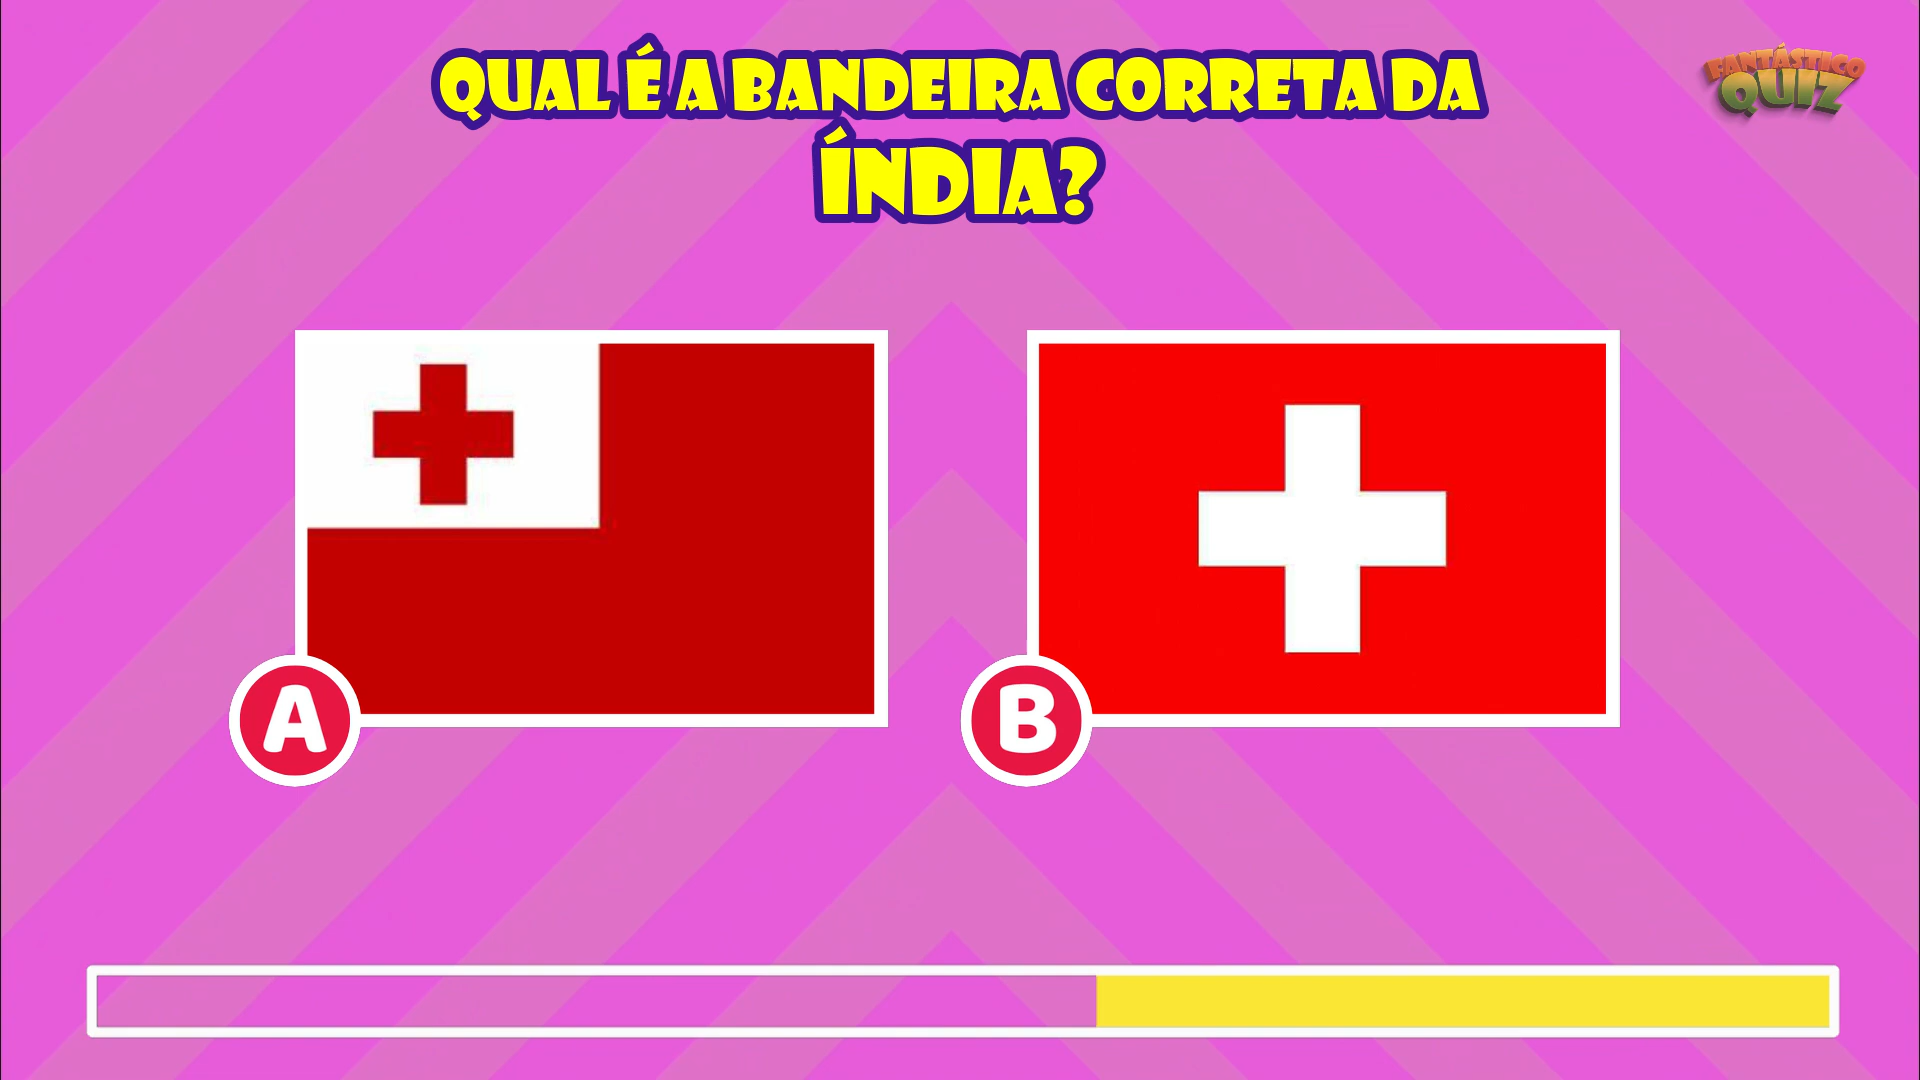 QUAL É A BANDEIRA CORRETA DA
ÍNDIA?
FANTÁSTICO
QUIZ
A
B